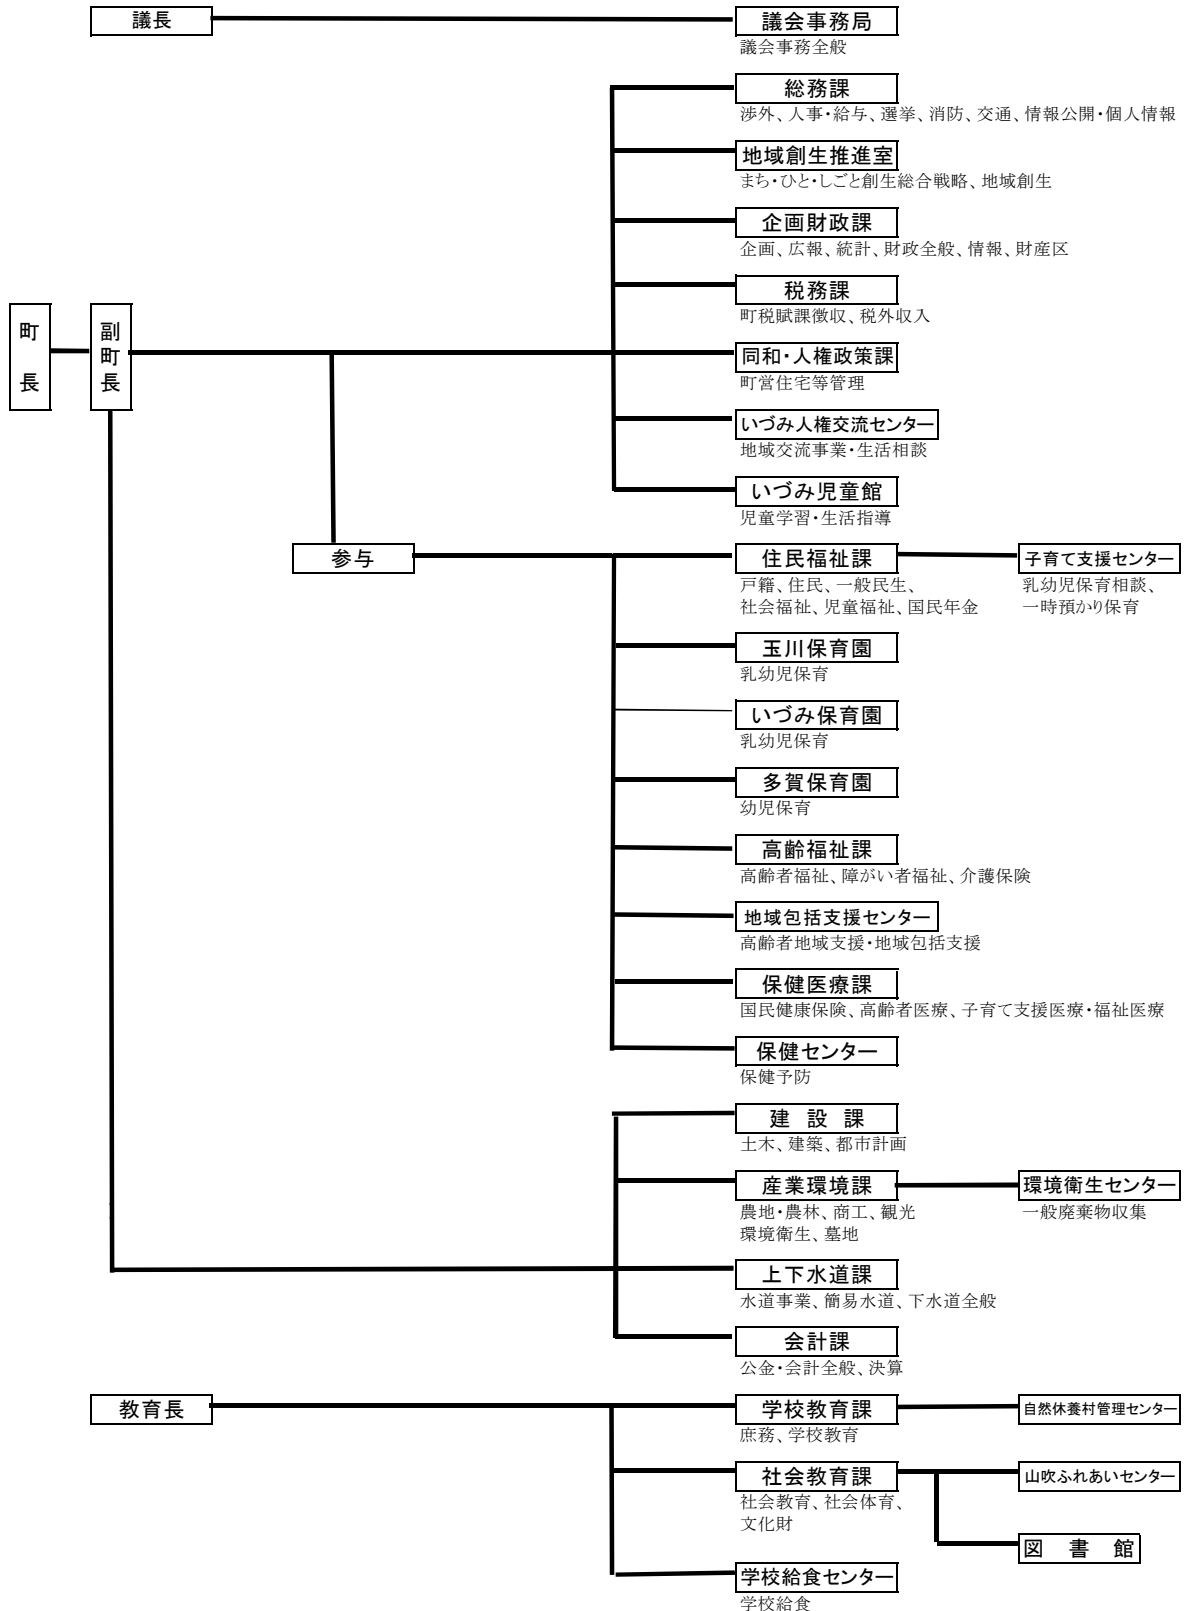 議長
議会事務局
議会事務全般
総務課
渉外、人事・給与、選挙、消防、交通、情報公開・個人情報
地域創生推進室
まち・ひと・しごと創生総合戦略、地域創生
企画財政課
企画、広報、統計、財政全般、情報、財産区
税務課
町税賦課徴収、税外収入
町長
副町長
同和・人権政策課
町営住宅等管理
いづみ人権交流センター
地域交流事業・生活相談
いづみ児童館
児童学習・生活指導
参与
住民福祉課
戸籍、住民、一般民生、
社会福祉、児童福祉、国民年金
子育て支援センター
乳幼児保育相談、
一時預かり保育
玉川保育園
乳幼児保育
いづみ保育園
乳幼児保育
多賀保育園
幼児保育
高齢福祉課
高齢者福祉、障がい者福祉、介護保険
地域包括支援センター
高齢者地域支援・地域包括支援
保健医療課
国民健康保険、高齢者医療、子育て支援医療・福祉医療
保健センター
保健予防
建　設　課
土木、建築、都市計画
産業環境課
農地・農林、商工、観光
環境衛生、墓地
環境衛生センター
一般廃棄物収集
上下水道課
水道事業、簡易水道、下水道全般
会計課
公金・会計全般、決算
教育長
学校教育課
庶務、学校教育
自然休養村管理センター
社会教育課
社会教育、社会体育、
文化財
山吹ふれあいセンター
図　書　館
学校給食センター
学校給食